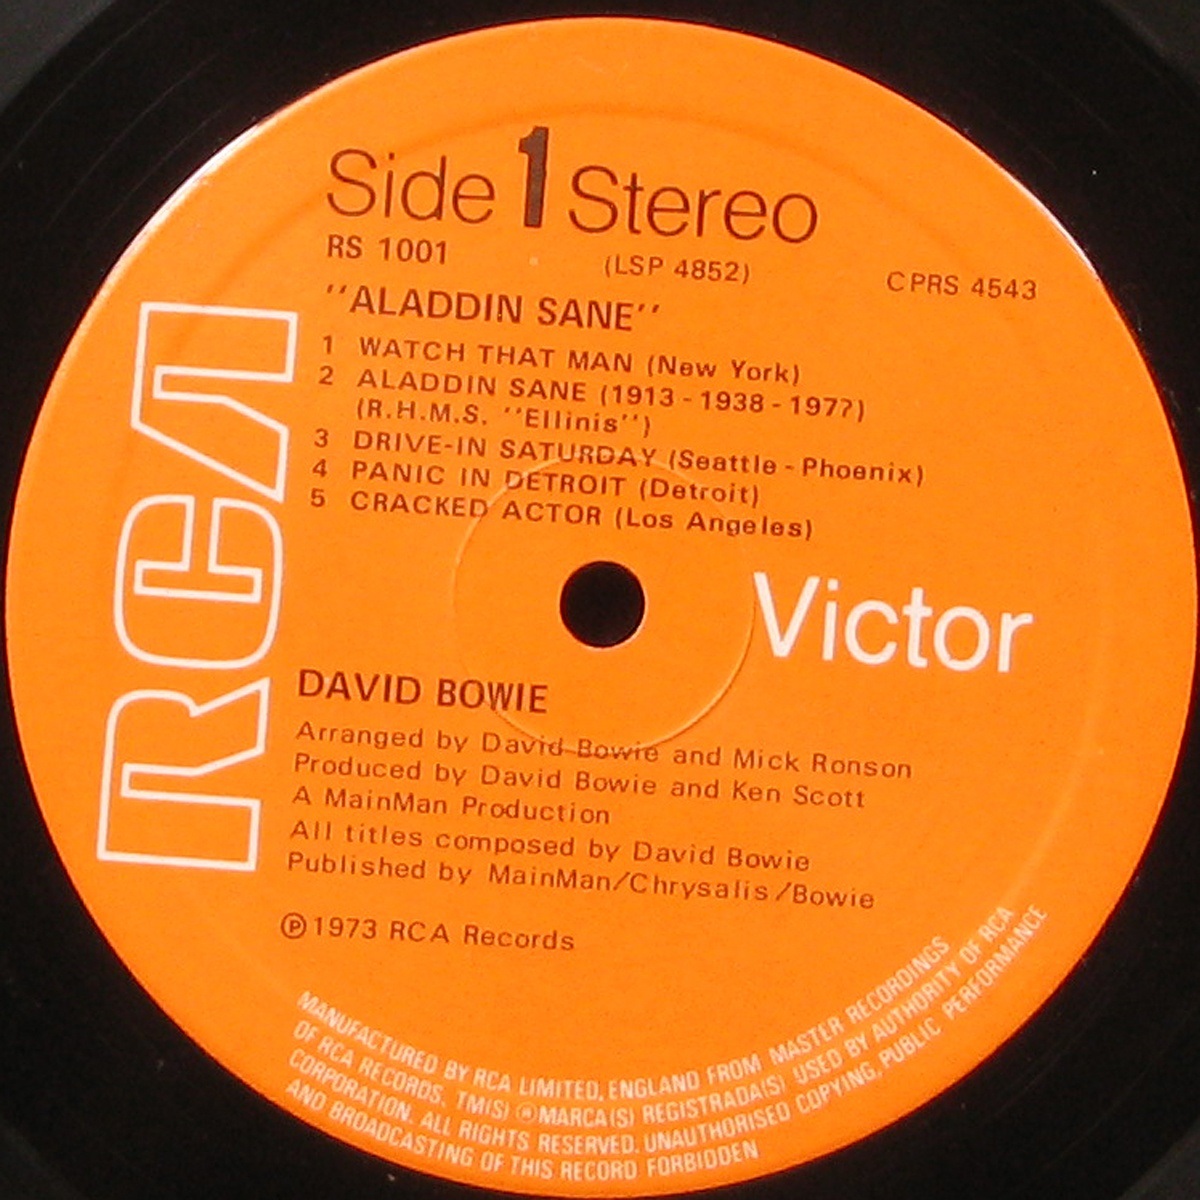 Side 1 Stereo
RS 1001 (LSP 4852) CPRS 4543
''ALADDIN SANE''
1 WATCH THAT MAN (New York)
2 ALADDIN SANE (1913 - 1938 - 197?)
(R.H.M.S. ''Ellinis'')
3 DRIVE-IN SATURDAY (Seattle - Phoenix)
4 PANIC IN DETROIT (Detroit)
5 CRACKED ACTOR (Los Angeles)
RCA
Victor
DAVID BOWIE
Arranged by David Bowie and Mick Ronson
Produced by David Bowie and Ken Scott
A MainMan Production
All titles composed by David Bowie
Published by MainMan/Chrysalis/Bowie
℗ 1973 RCA Records
MANUFACTURED BY RCA LIMITED, ENGLAND FROM MASTER RECORDINGS
OF RCA RECORDS. TM(S) ® MARCA(S) REGISTRADA(S) USED BY AUTHORITY OF RCA
CORPORATION. ALL RIGHTS RESERVED. UNAUTHORISED COPYING, PUBLIC PERFORMANCE
AND BROADCASTING OF THIS RECORD FORBIDDEN